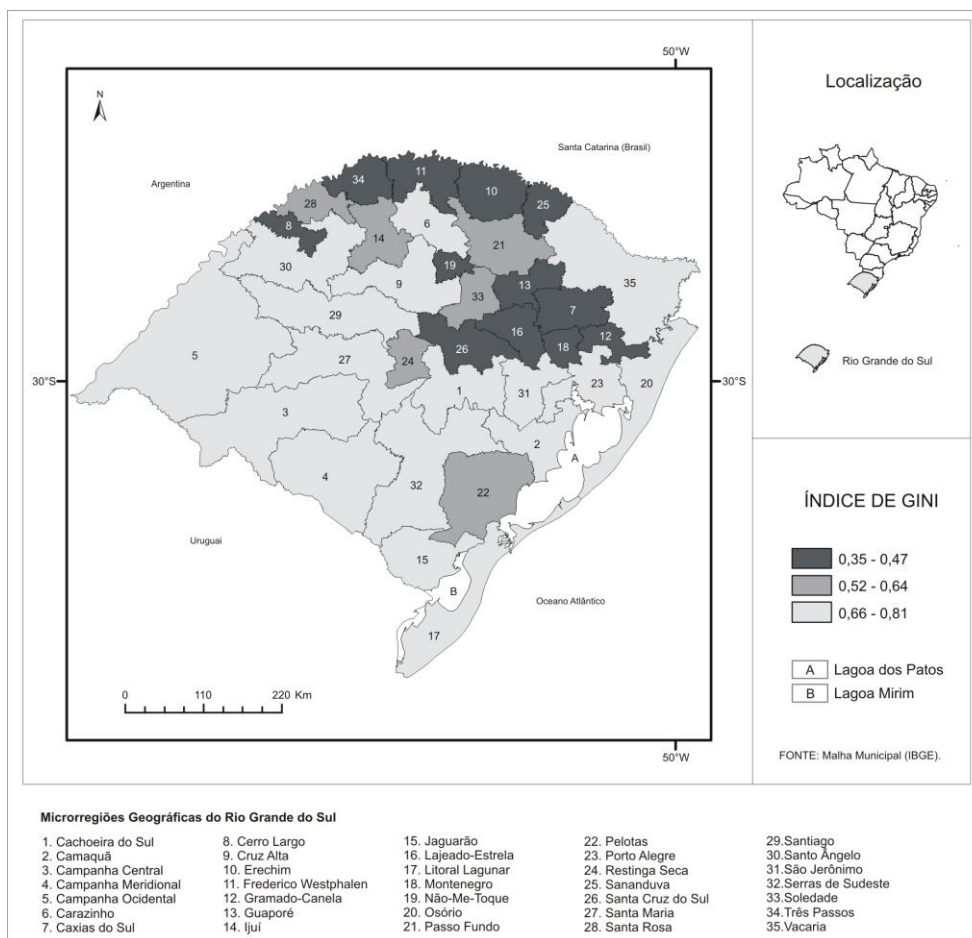 50°W
N
Santa Catarina (Brasil)
Argentina
34
11
10
28
25
8
6
14
21
30
19
9
13
35
33
7
29
16
12
5
26
18
27
24
30°S
30°S
1
31
23
20
3
2
A
4
32
22
Uruguai
15
B
Oceano Atlântico
17
0 110 220 Km
50°W
Localização
Rio Grande do Sul
ÍNDICE DE GINI
0,35 - 0,47
0,52 - 0,64
0,66 - 0,81
A Lagoa dos Patos
B Lagoa Mirim
FONTE: Malha Municipal (IBGE).
Microrregiões Geográficas do Rio Grande do Sul
1. Cachoeira do Sul
2. Camaquã
3. Campanha Central
4. Campanha Meridional
5. Campanha Ocidental
6. Carazinho
7. Caxias do Sul
8. Cerro Largo
9. Cruz Alta
10. Erechim
11. Frederico Westphalen
12. Gramado-Canela
13. Guaporé
14. Ijuí
15. Jaguarão
16. Lajeado-Estrela
17. Litoral Lagunar
18. Montenegro
19. Não-Me-Toque
20. Osório
21. Passo Fundo
22. Pelotas
23. Porto Alegre
24. Restinga Seca
25. Sananduva
26. Santa Cruz do Sul
27. Santa Maria
28. Santa Rosa
29.Santiago
30.Santo Ângelo
31.São Jerônimo
32.Serras de Sudeste
33.Soledade
34.Três Passos
35.Vacaria